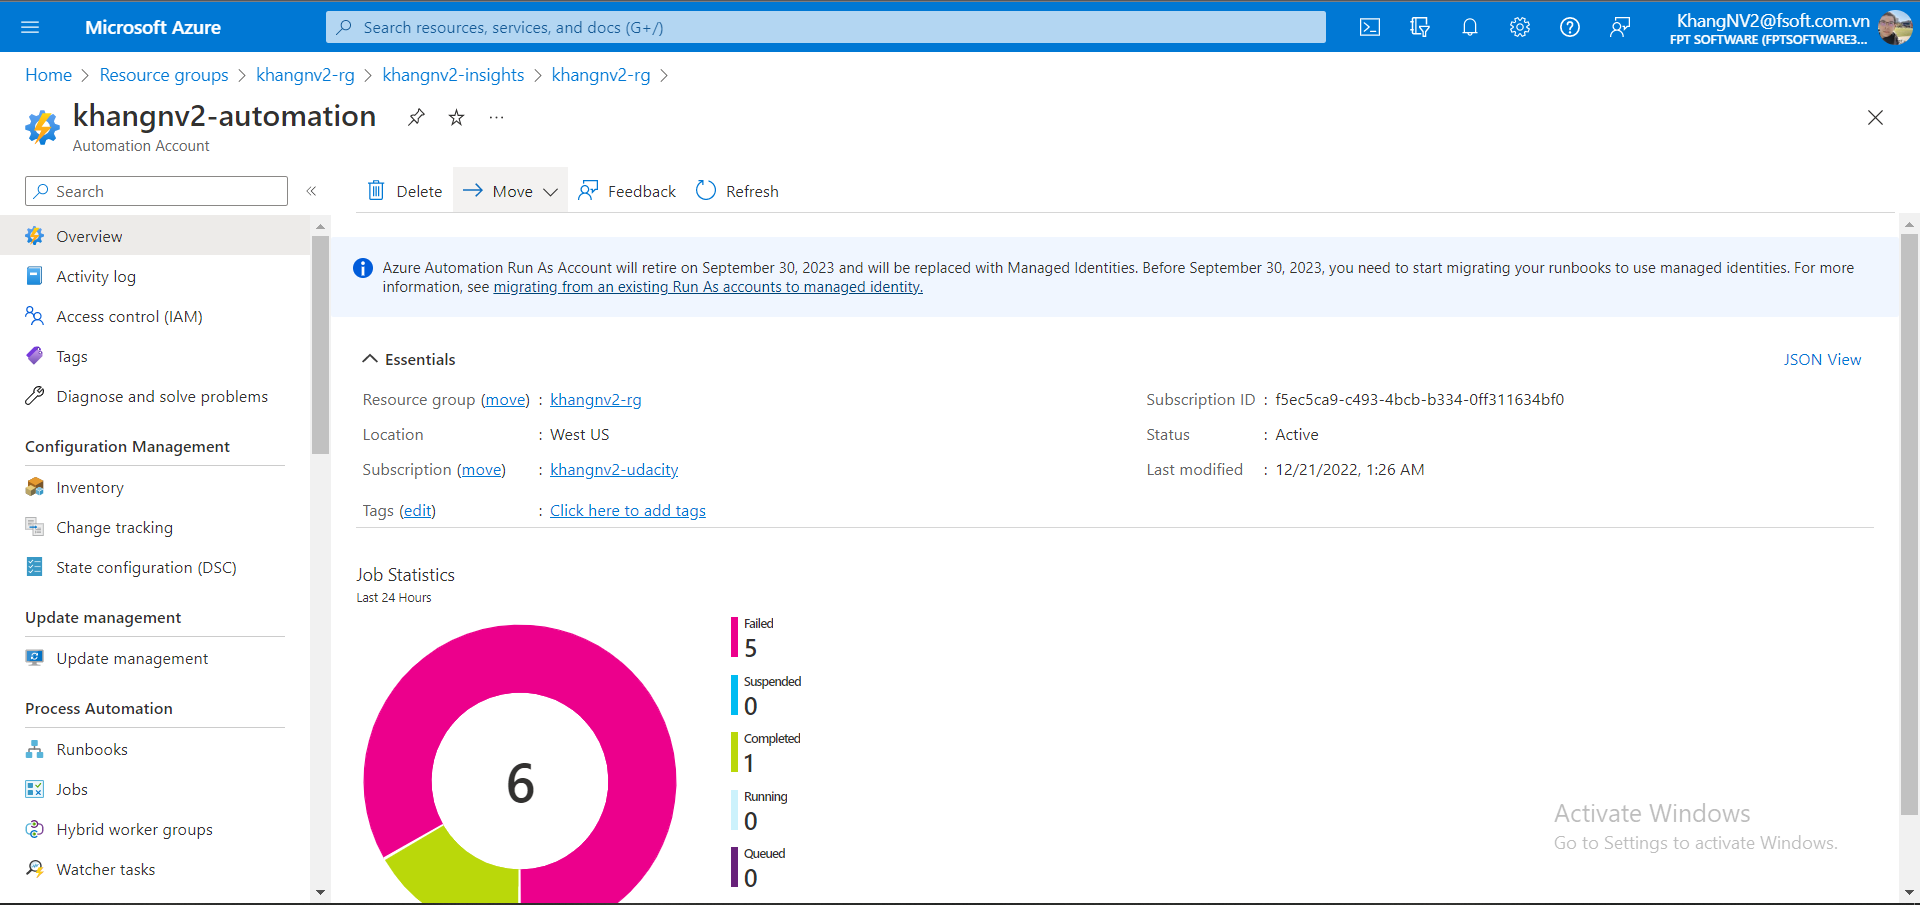 Microsoft Azure
Search resources, services, and docs (G+/)
KhangNV2@fsoft.com.vn
FPT SOFTWARE (FPTSOFTWARE3...
Home > Resource groups > khangnv2-rg > khangnv2-insights > khangnv2-rg >
khangnv2-automation
Automation Account
Search
Delete
Move
Feedback
Refresh
Overview
Activity log
Access control (IAM)
Tags
Diagnose and solve problems
Configuration Management
Inventory
Change tracking
State configuration (DSC)
Update management
Update management
Process Automation
Runbooks
Jobs
Hybrid worker groups
Watcher tasks
Azure Automation Run As Account will retire on September 30, 2023 and will be replaced with Managed Identities. Before September 30, 2023, you need to start migrating your runbooks to use managed identities. For more
information, see migrating from an existing Run As accounts to managed identity.
Essentials
JSON View
Resource group (move) : khangnv2-rg
Location : West US
Subscription (move) : khangnv2-udacity
Tags (edit) : Click here to add tags
Subscription ID : f5ec5ca9-c493-4bcb-b334-0ff311634bf0
Status : Active
Last modified : 12/21/2022, 1:26 AM
Job Statistics
Last 24 Hours
6
Failed
5
Suspended
0
Completed
1
Running
0
Queued
0
Activate Windows
Go to Settings to activate Windows.